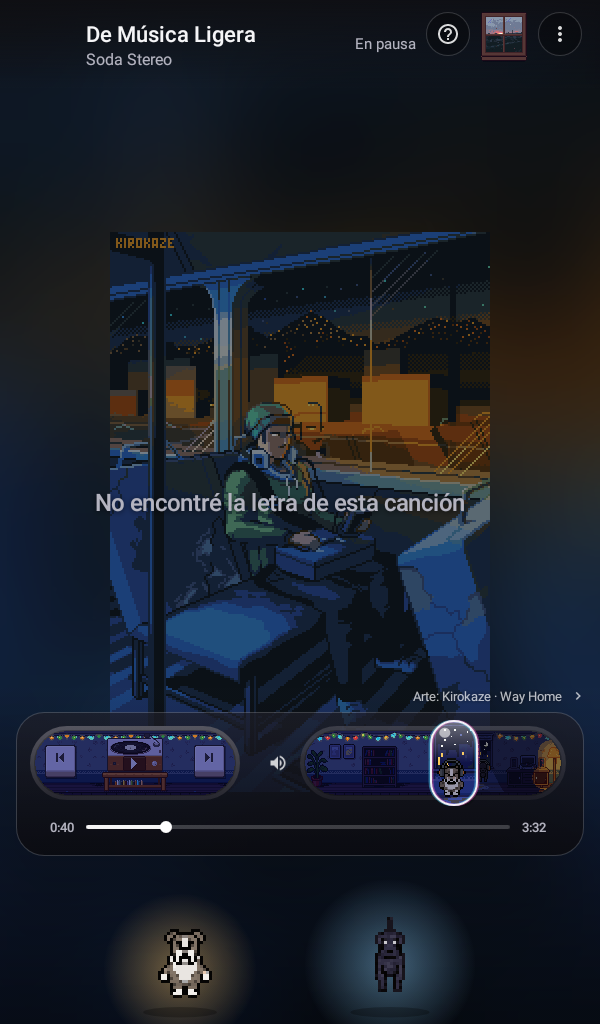 De Música Ligera
Soda Stereo
En pausa
KIROKAZE
No encontré la letra de esta canción
Arte: Kirokaze · Way Home
0:40
3:32